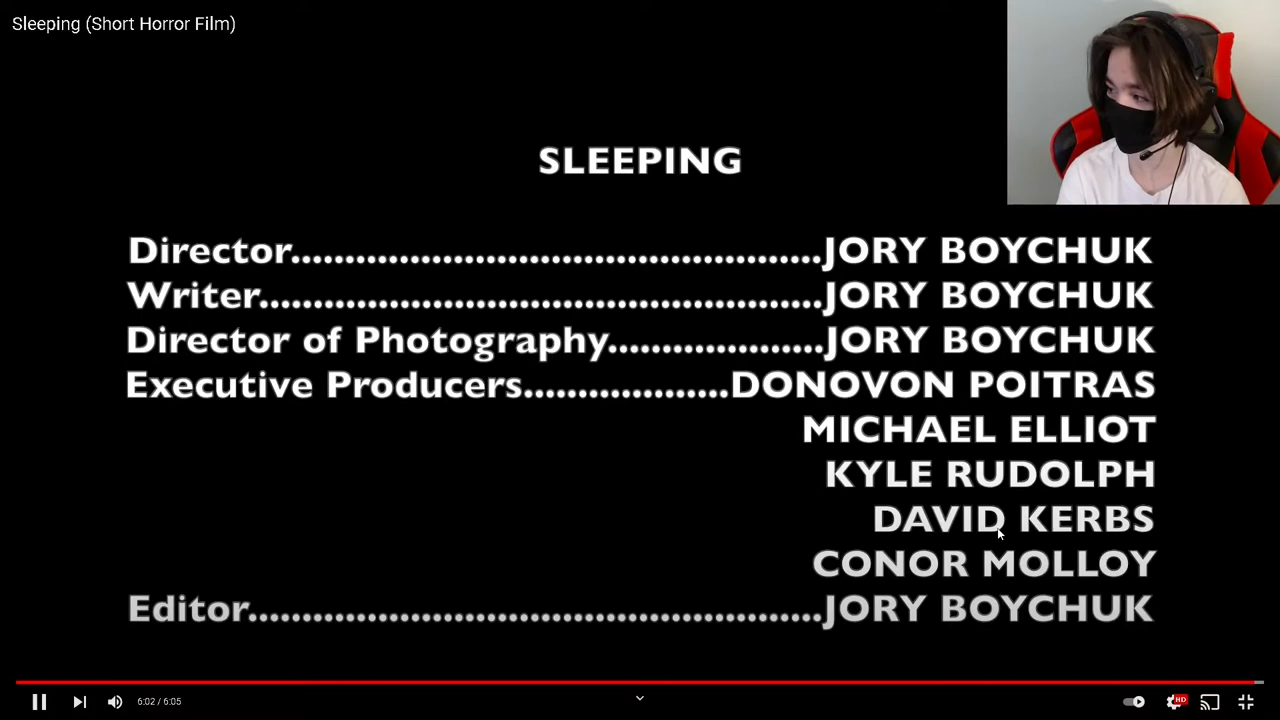 Sleeping (Short Horror Film)
SLEEPING
Director.................................................JORY BOYCHUK
Writer....................................................JORY BOYCHUK
Director of Photography....................JORY BOYCHUK
Executive Producers...................DONOVON POITRAS
MICHAEL ELLIOT
KYLE RUDOLPH
DAVID KERBS
CONOR MOLLOY
Editor.....................................................JORY BOYCHUK
6:02 / 6:05
HD